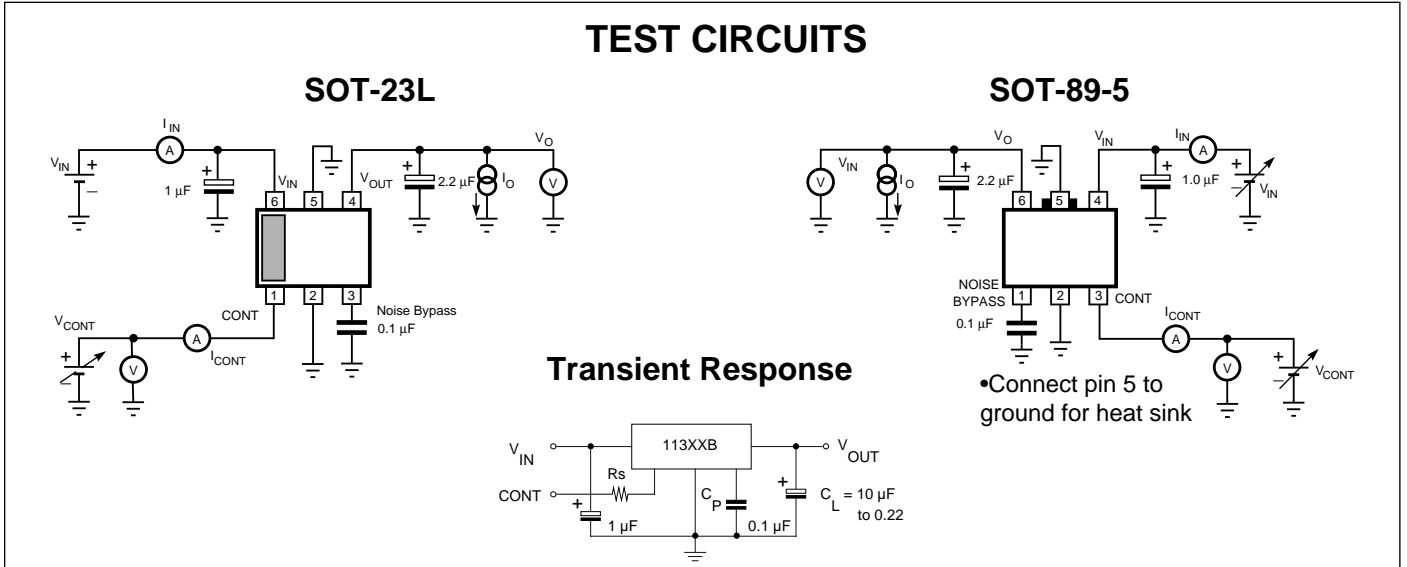 TEST CIRCUITS
SOT-23L
I IN
A
V IN
+
–
1 µF
+
V IN
V OUT
+
2.2 µF
I O
V O
V
6
5
4
1
2
3
CONT
Noise Bypass
0.1 µF
V CONT
+
–
V
A
I CONT
SOT-89-5
V
V IN
I O
+
2.2 µF
V O
V IN
I IN
A
+
1.0 µF
+
–
V IN
6
5
4
1
2
3
NOISE
BYPASS
0.1 µF
CONT
I CONT
A
V
+
–
V CONT
•Connect pin 5 to
ground for heat sink
Transient Response
V IN
113XXB
V OUT
CONT
Rs
+
1 µF
C P
0.1 µF
+
C L = 10 µF
to 0.22